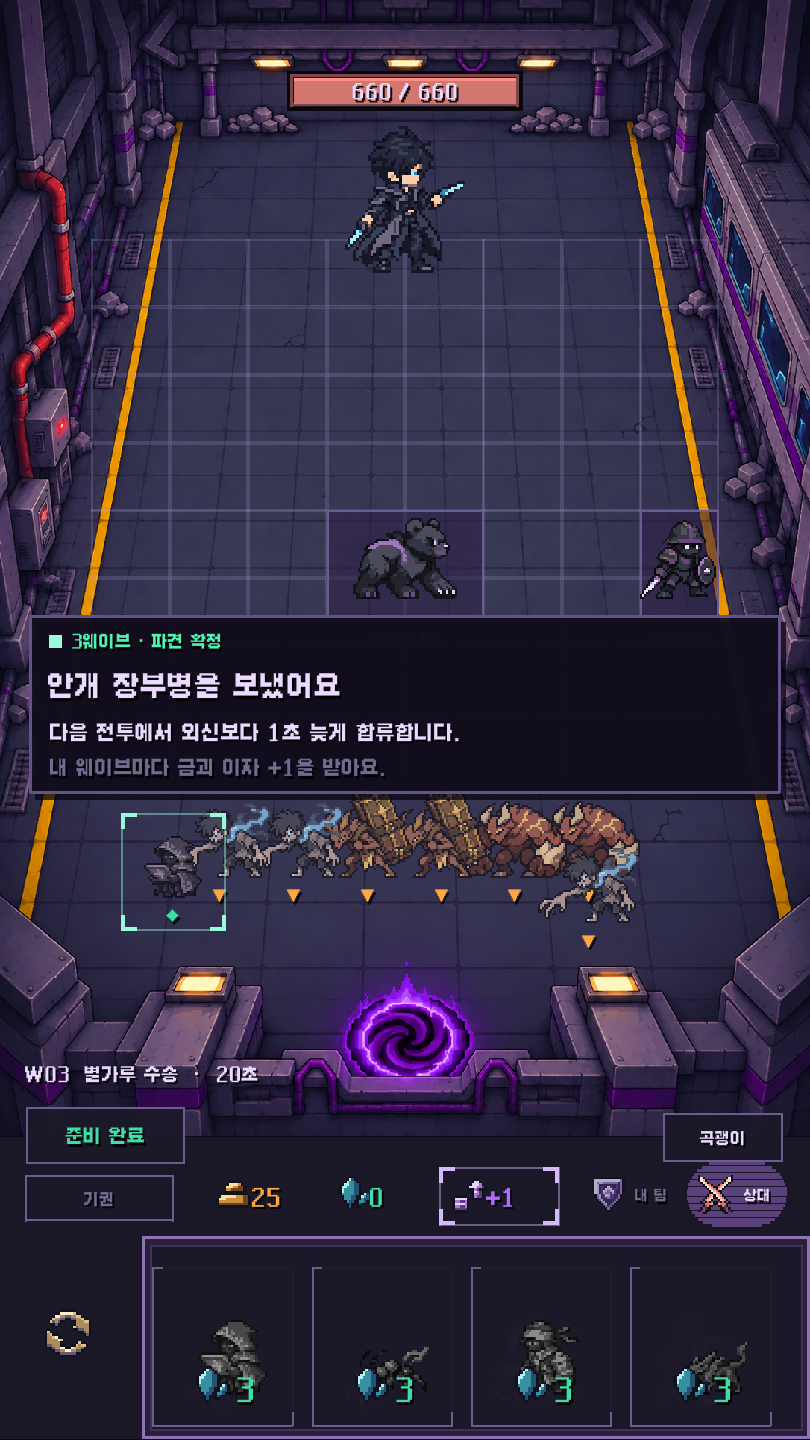 660 / 660
3웨이브 · 파견 확정
안개 장부병을 보냈어요
다음 전투에서 외신보다 1초 늦게 합류합니다.
내 웨이브마다 금괴 이자 +1을 받아요.
W03 별가루 수송 · 20초
준비 완료
곡괭이
기권
25
0
+1
내 팀
상대
3
3
3
3